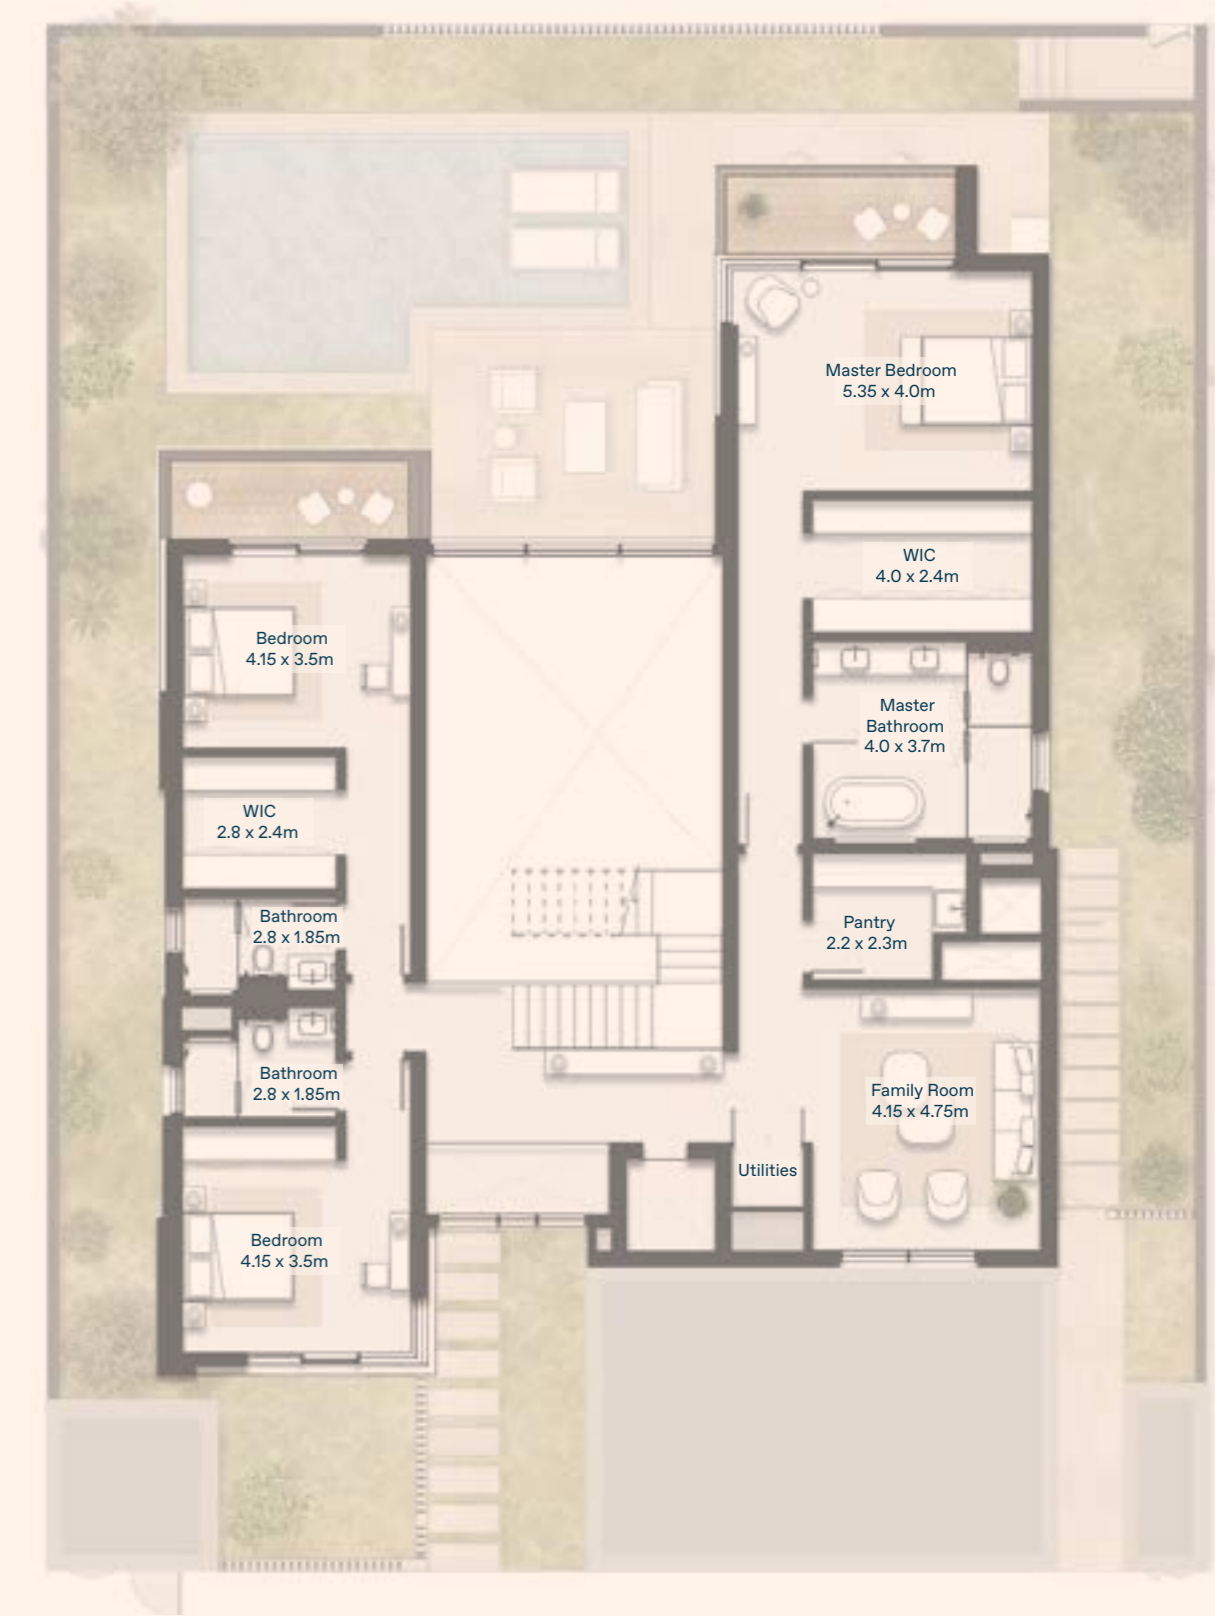 Master Bedroom
5.35 x 4.0m
WIC
4.0 x 2.4m
Bedroom
4.15 x 3.5m
Master
Bathroom
4.0 x 3.7m
WIC
2.8 x 2.4m
Bathroom
2.8 x 1.85m
Pantry
2.2 x 2.3m
Bathroom
2.8 x 1.85m
Family Room
4.15 x 4.75m
Utilities
Bedroom
4.15 x 3.5m